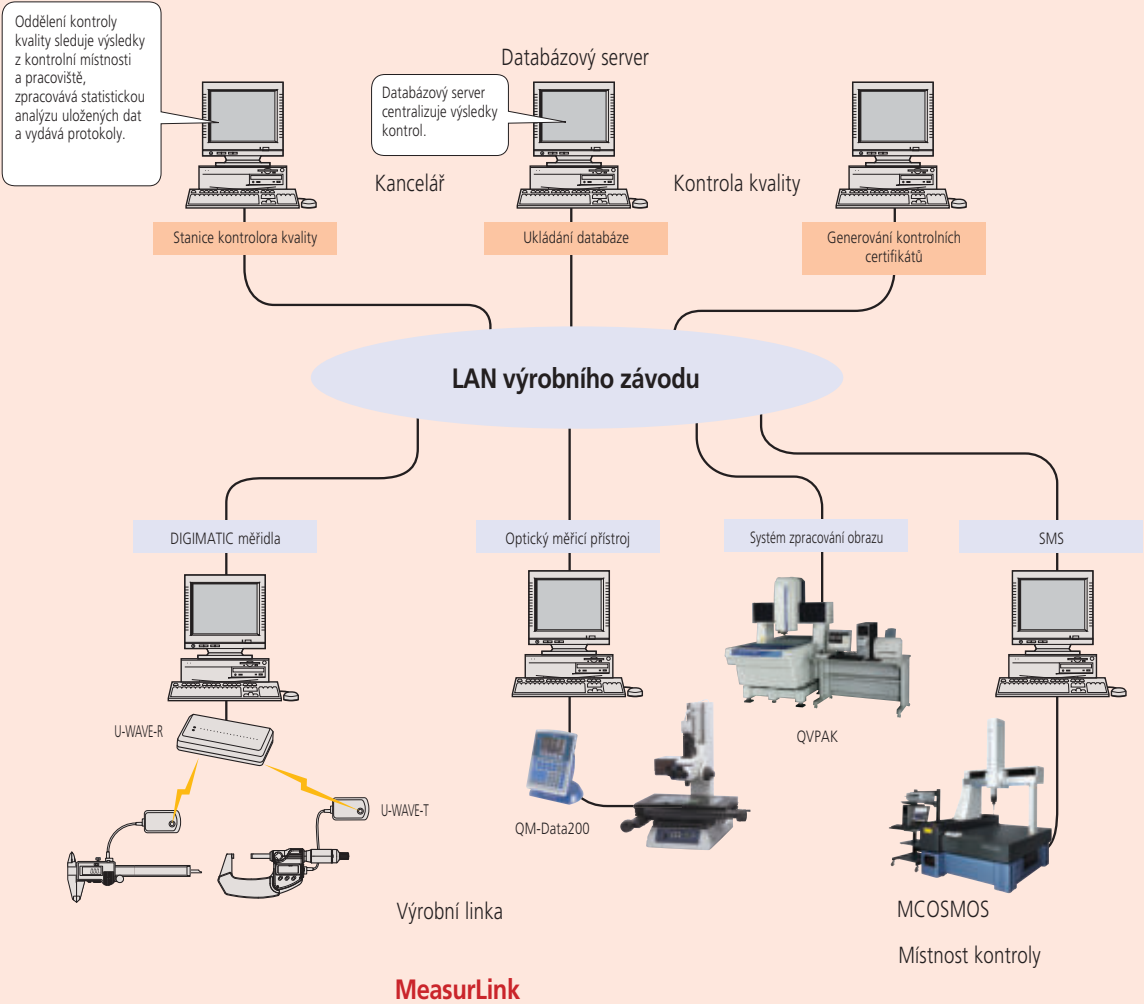 Oddělení kontroly
kvality sleduje výsledky
z kontrolní místnosti
a pracoviště,
zpracovává statistickou
analýzu uložených dat
a vydává protokoly.
Databázový server
Databázový server
centralizuje výsledky
kontrol.
Kancelář
Kontrola kvality
Stanice kontrolora kvality
Ukládání databáze
Generování kontrolních
certifikátů
LAN výrobního závodu
DIGIMATIC měřidla
Optický měřicí přístroj
Systém zpracování obrazu
SMS
U-WAVE-R
U-WAVE-T
QM-Data200
QVPAK
MCOSMOS
Výrobní linka
Místnost kontroly
MeasurLink